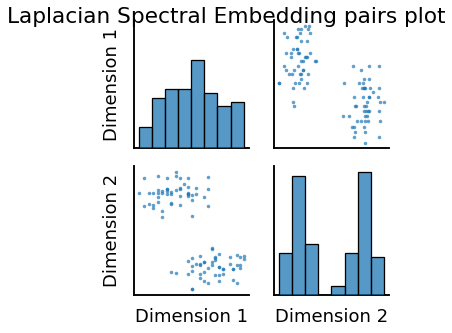 Laplacian Spectral Embedding pairs plot
Dimension 1
Dimension 2
Dimension 1
Dimension 2